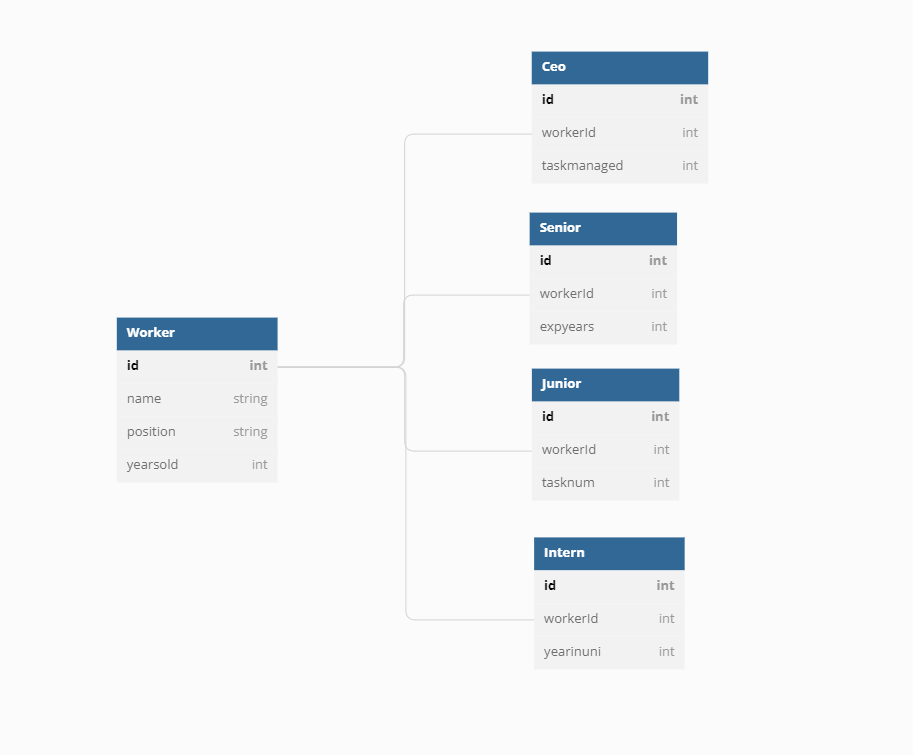 Ceo
id int
workerId int
taskmanaged int
Senior
id int
workerId int
expyears int
Worker
id int
name string
position string
yearsold int
Junior
id int
workerId int
tasknum int
Intern
id int
workerId int
yearinuni int